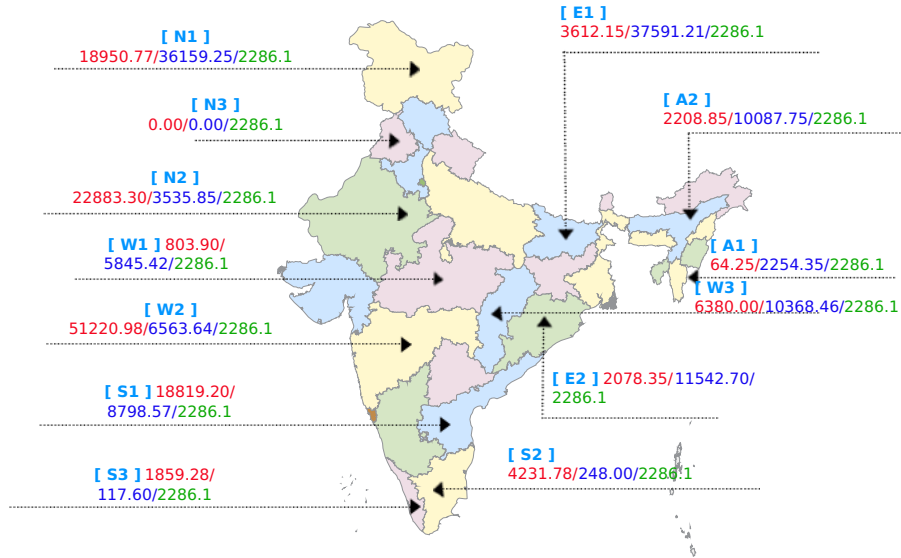 [ N1 ]
18950.77/36159.25/2286.1
[ E1 ]
3612.15/37591.21/2286.1
[ N3 ]
0.00/0.00/2286.1
[ A2 ]
2208.85/10087.75/2286.1
[ N2 ]
22883.30/3535.85/2286.1
[ W1 ] 803.90/
5845.42/2286.1
[ A1 ]
64.25/2254.35/2286.1
[ W3 ]
6380.00/10368.46/2286.1
[ W2 ]
51220.98/6563.64/2286.1
[ E2 ] 2078.35/11542.70/
2286.1
[ S1 ] 18819.20/
8798.57/2286.1
[ S2 ]
4231.78/248.00/2286.1
[ S3 ] 1859.28/
117.60/2286.1